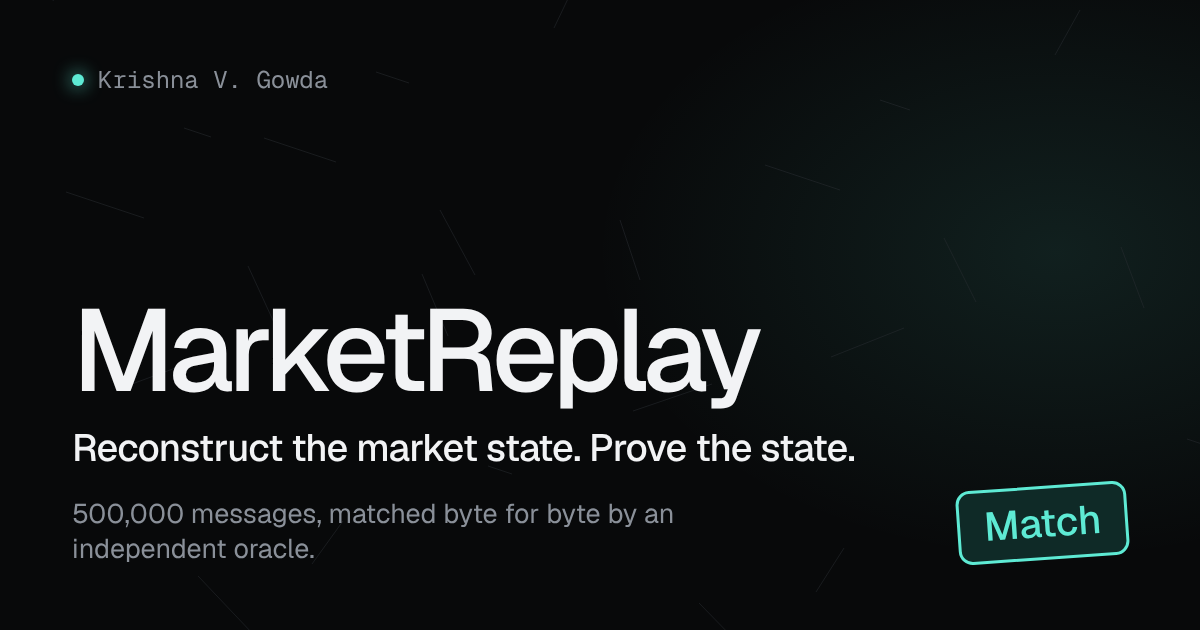 Krishna V. Gowda
MarketReplay
Reconstruct the market state. Prove the state.
500,000 messages, matched byte for byte by an
independent oracle.
Match